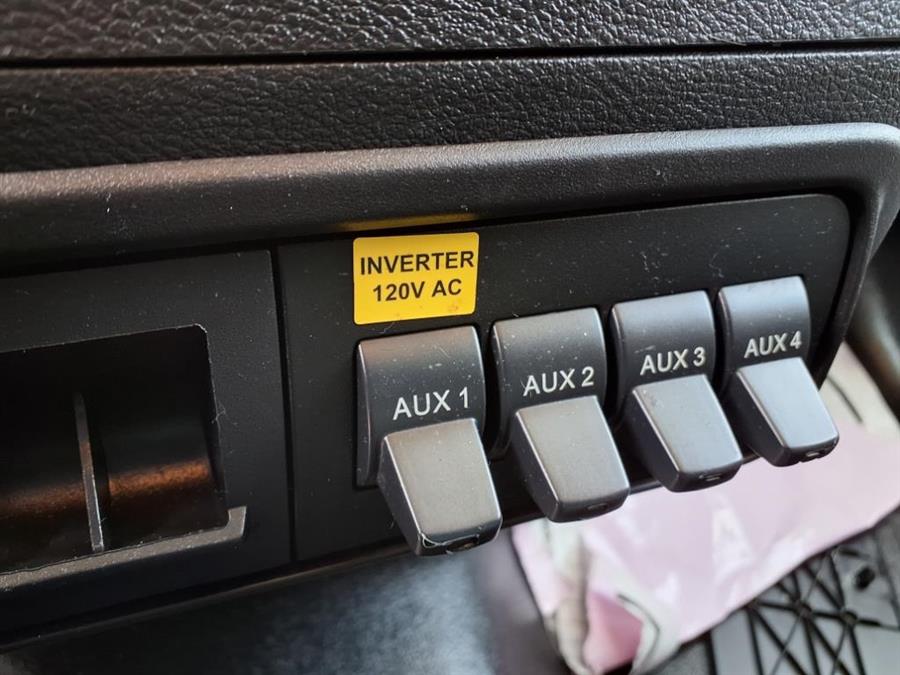 INVERTER
120V AC
AUX 1
AUX 2
AUX 3
AUX 4